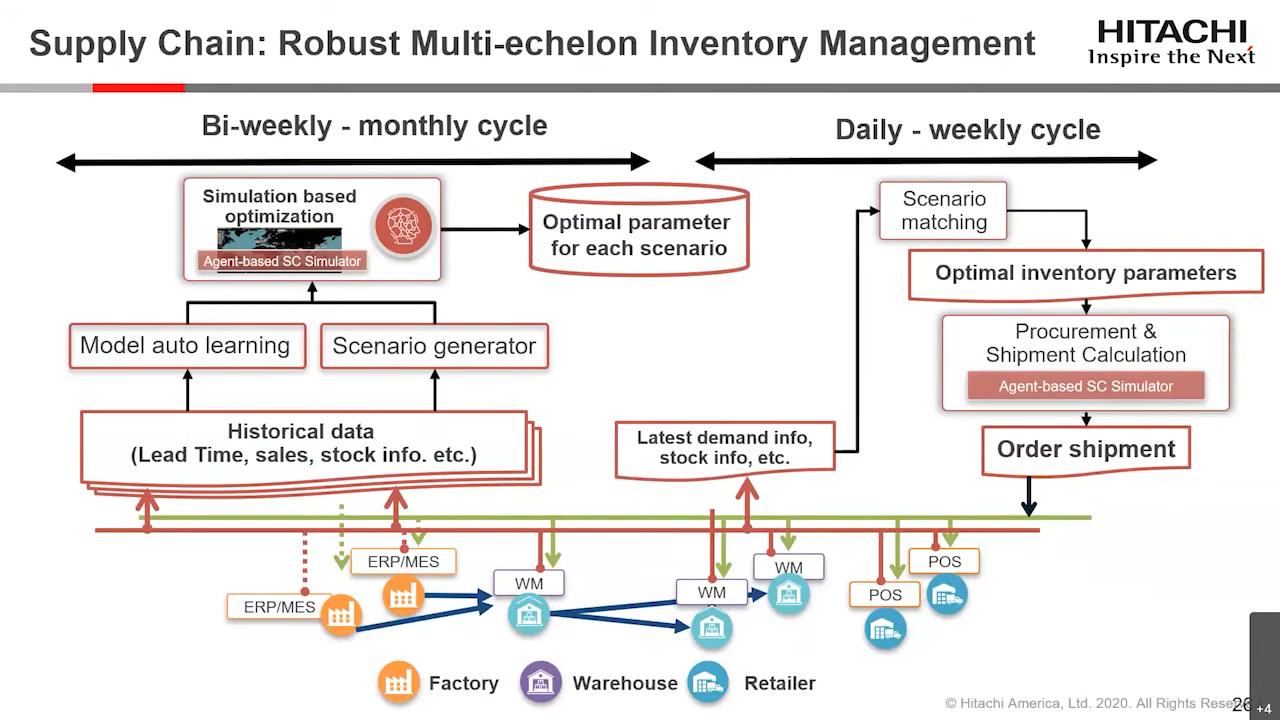 Supply Chain: Robust Multi-echelon Inventory Management
HITACHI
Inspire the Next
Bi-weekly - monthly cycle
Daily - weekly cycle
Simulation based
optimization
Agent-based SC Simulator
Optimal parameter
for each scenario
Scenario
matching
Optimal inventory parameters
Model auto learning
Scenario generator
Procurement &
Shipment Calculation
Agent-based SC Simulator
Historical data
(Lead Time, sales, stock info. etc.)
Latest demand info,
stock info, etc.
Order shipment
ERP/MES
ERP/MES
WM
WM
WM
POS
POS
Factory
Warehouse
Retailer
© Hitachi America, Ltd. 2020. All Rights
26
+4